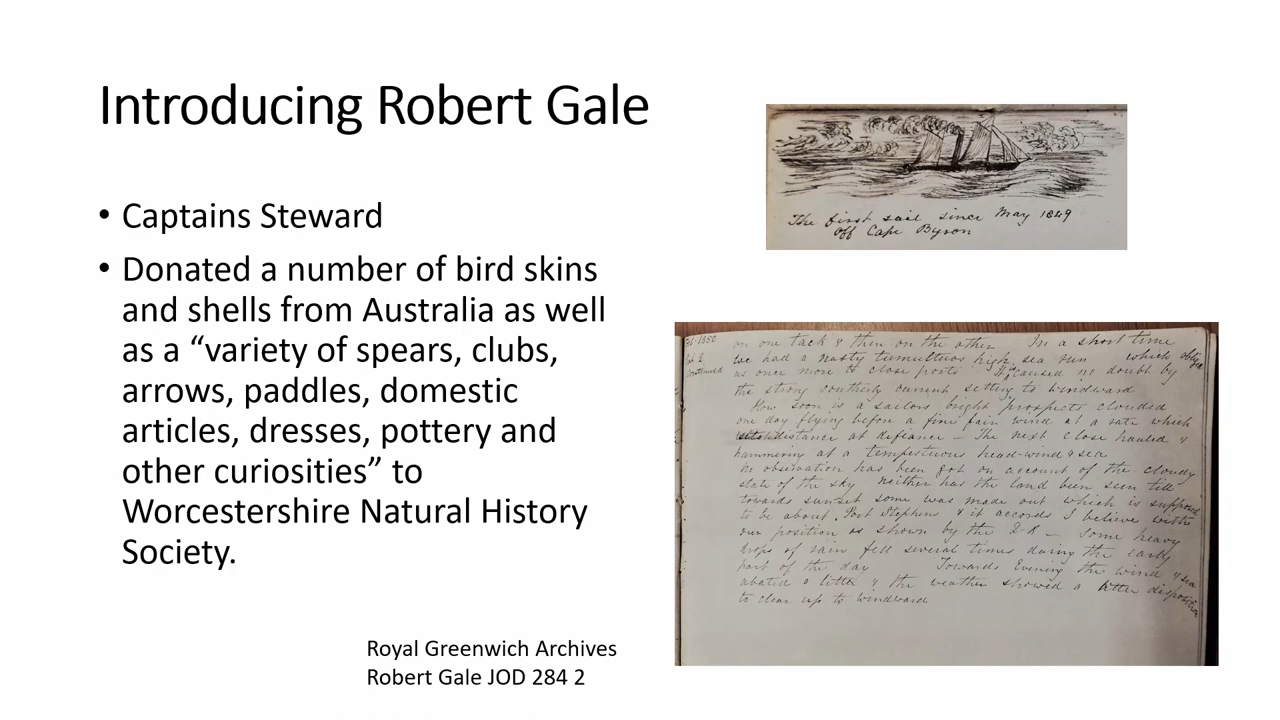 Introducing Robert Gale
• Captains Steward
• Donated a number of bird skins
and shells from Australia as well
as a “variety of spears, clubs,
arrows, paddles, domestic
articles, dresses, pottery and
other curiosities” to
Worcestershire Natural History
Society.
The first sail since May 1849
off Cape Byron
1850
on one tack & then on the other In a short time
we had a nasty tumultuous high sea run which
us once more to close ports caused no doubt by
the strong southerly current setting to windward
How soon is a sailors bright prospects clouded
one day flying before a fine fair wind at a rate which
distance at defiance - The next close hauled &
hammering at a tempestuous head-wind & sea
No observation has been got on account of the cloudy
state of the sky neither has the land been seen till
towards sunset some was made out which is
to be about Port Stephens & it accords I believe with
our position as shown by the D.R - Some heavy
drops of rain fell several times during the early
part of the day Towards Evening the wind & sea
abated a little & the weather showed a
to clear up to windward
Royal Greenwich Archives
Robert Gale JOD 284 2